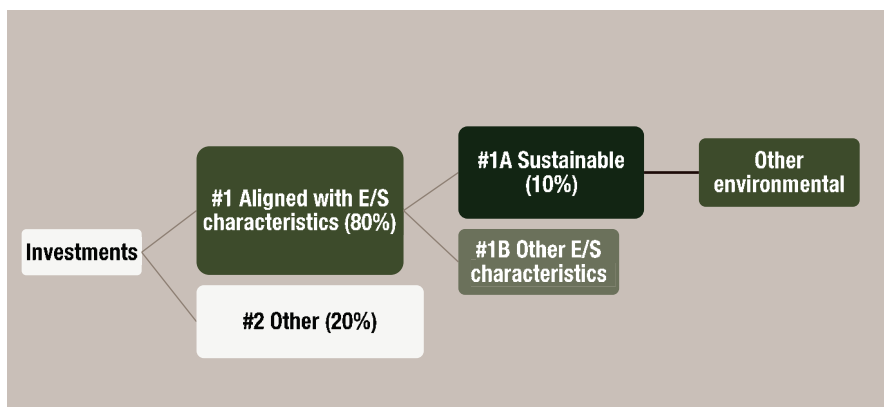 Investments
#1 Aligned with E/S
characteristics (80%)
#2 Other (20%)
#1A Sustainable
(10%)
#1B Other E/S
characteristics
Other
environmental